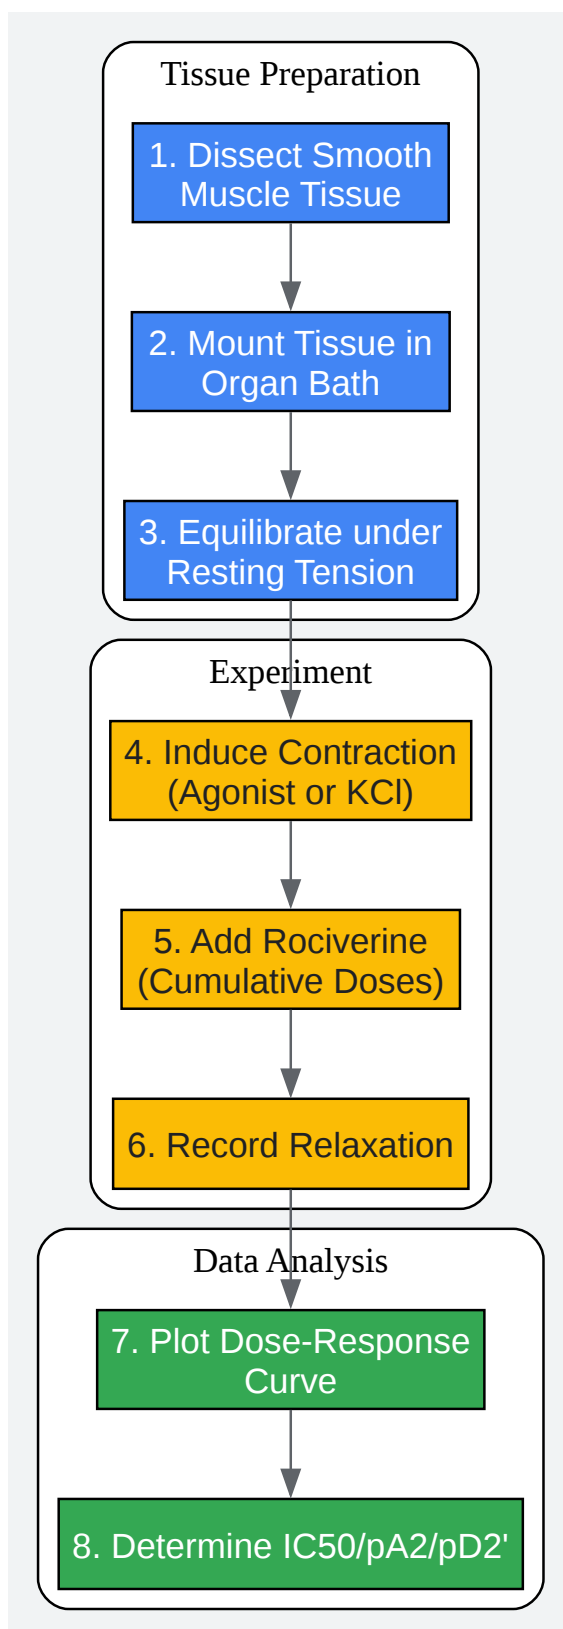 Tissue Preparation
1. Dissect Smooth
Muscle Tissue
2. Mount Tissue in
Organ Bath
3. Equilibrate under
Resting Tension
Experiment
4. Induce Contraction
(Agonist or KCl)
5. Add Rociverine
(Cumulative Doses)
6. Record Relaxation
Data Analysis
7. Plot Dose-Response
Curve
8. Determine IC50/pA2/pD2'